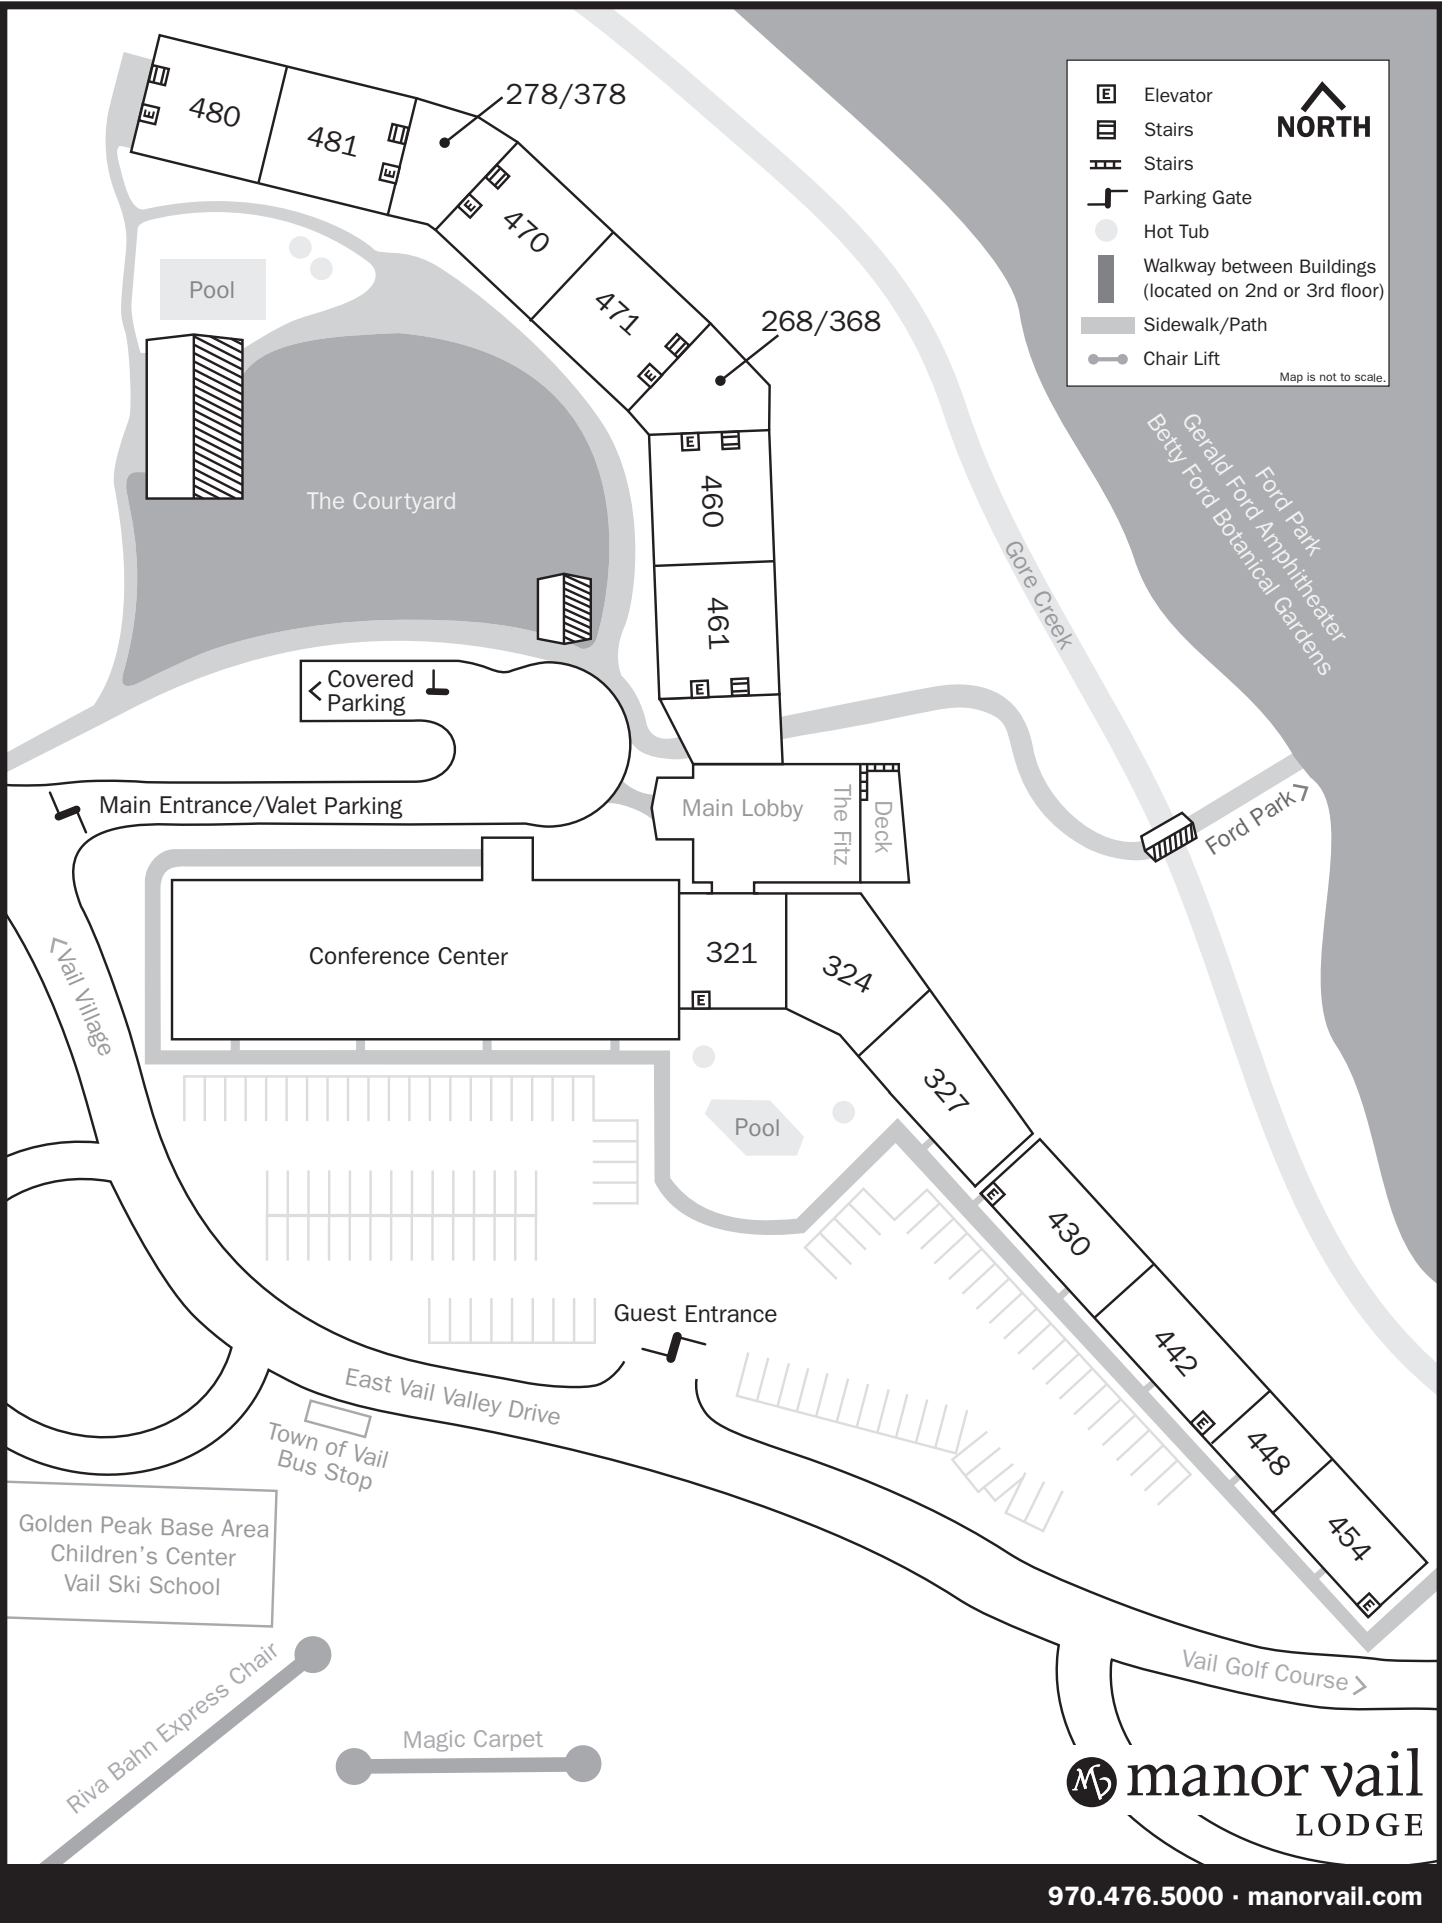 480
481
278/378
470
471
268/368
460
461
E
E
E
E
E
E
E
Elevator
Stairs
Stairs
Parking Gate
Hot Tub
Walkway between Buildings
(located on 2nd or 3rd floor)
Sidewalk/Path
Chair Lift
NORTH
Map is not to scale.
Pool
The Courtyard
Gore Creek
Ford Park
Gerald Ford Amphitheater
Betty Ford Botanical Gardens
< Covered
Parking
Main Entrance/Valet Parking
Main Lobby
The Fitz
Deck
Ford Park >
Conference Center
321
E
324
327
< Vail Village
Pool
E
430
442
E
448
454
E
Guest Entrance
East Vail Valley Drive
Town of Vail
Bus Stop
Golden Peak Base Area
Children's Center
Vail Ski School
Riva Bahn Express Chair
Magic Carpet
Vail Golf Course >
manor vail
LODGE
970.476.5000 · manorvail.com